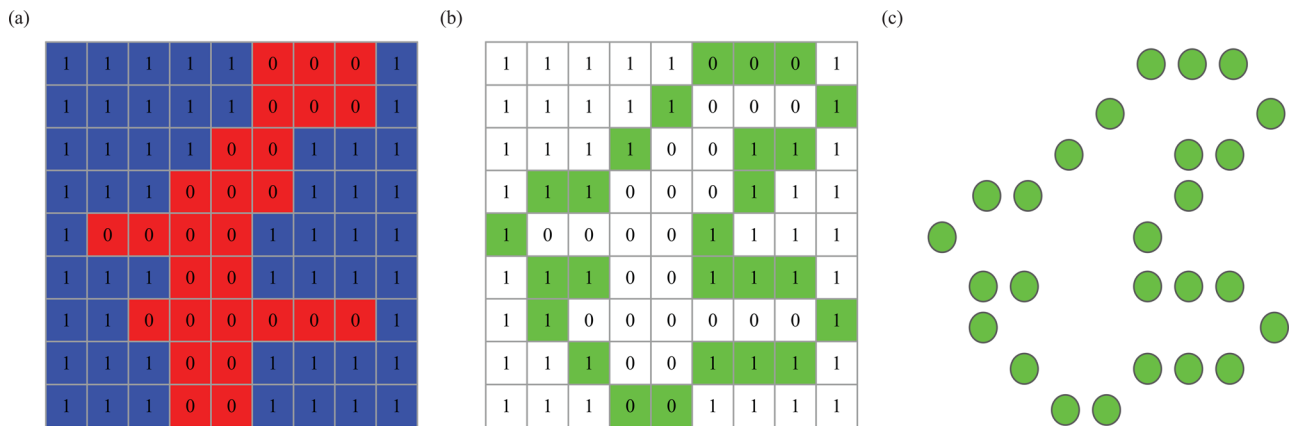 (a) (b) (c)
1 1 1 1 1 0 0 0 1 1 1 1 1 1 0 0 0 1
1 1 1 1 1 0 0 0 1 1 1 1 1 1 0 0 0 1
1 1 1 1 0 0 1 1 1 1 1 1 1 0 0 1 1 1
1 1 1 0 0 0 1 1 1 1 1 1 0 0 0 1 1 1
1 0 0 0 0 1 1 1 1 1 0 0 0 0 1 1 1 1
1 1 1 0 0 1 1 1 1 1 1 1 0 0 1 1 1 1
1 1 0 0 0 0 0 0 1 1 1 0 0 0 0 0 0 1
1 1 1 0 0 1 1 1 1 1 1 1 0 0 1 1 1 1
1 1 1 0 0 1 1 1 1 1 1 1 0 0 1 1 1 1